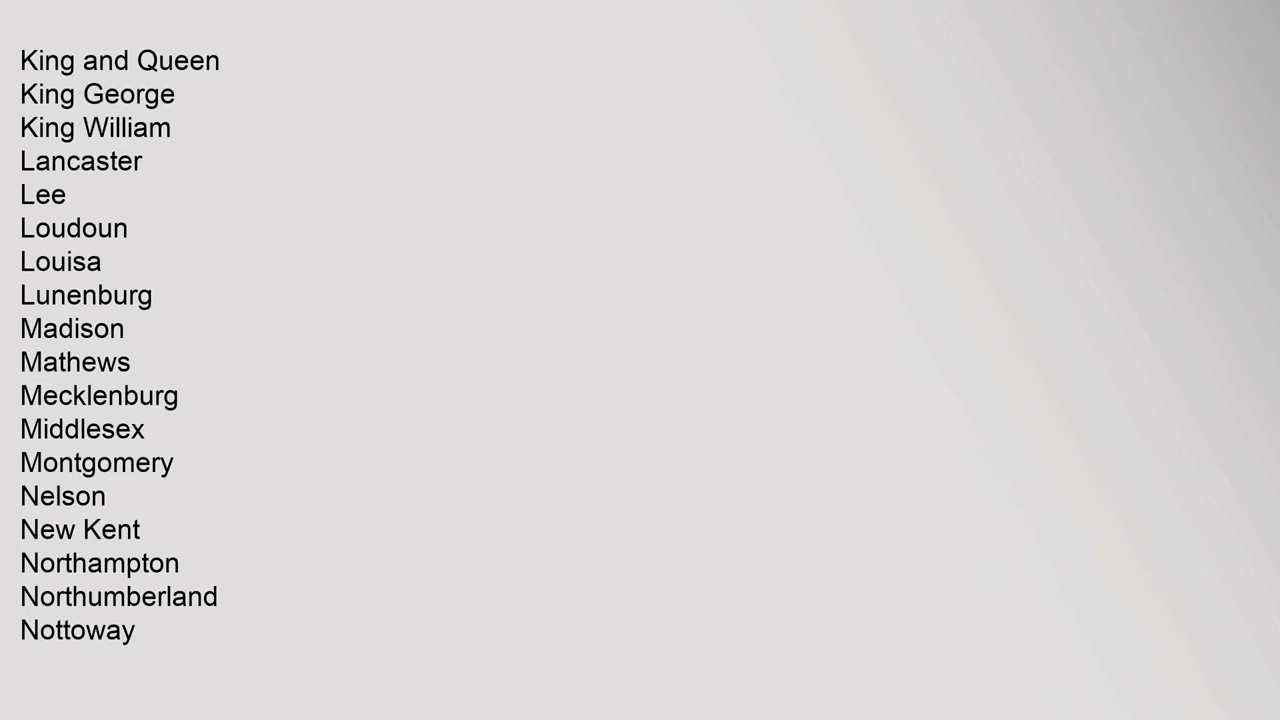 King and Queen
King George
King William
Lancaster
Lee
Loudoun
Louisa
Lunenburg
Madison
Mathews
Mecklenburg
Middlesex
Montgomery
Nelson
New Kent
Northampton
Northumberland
Nottoway